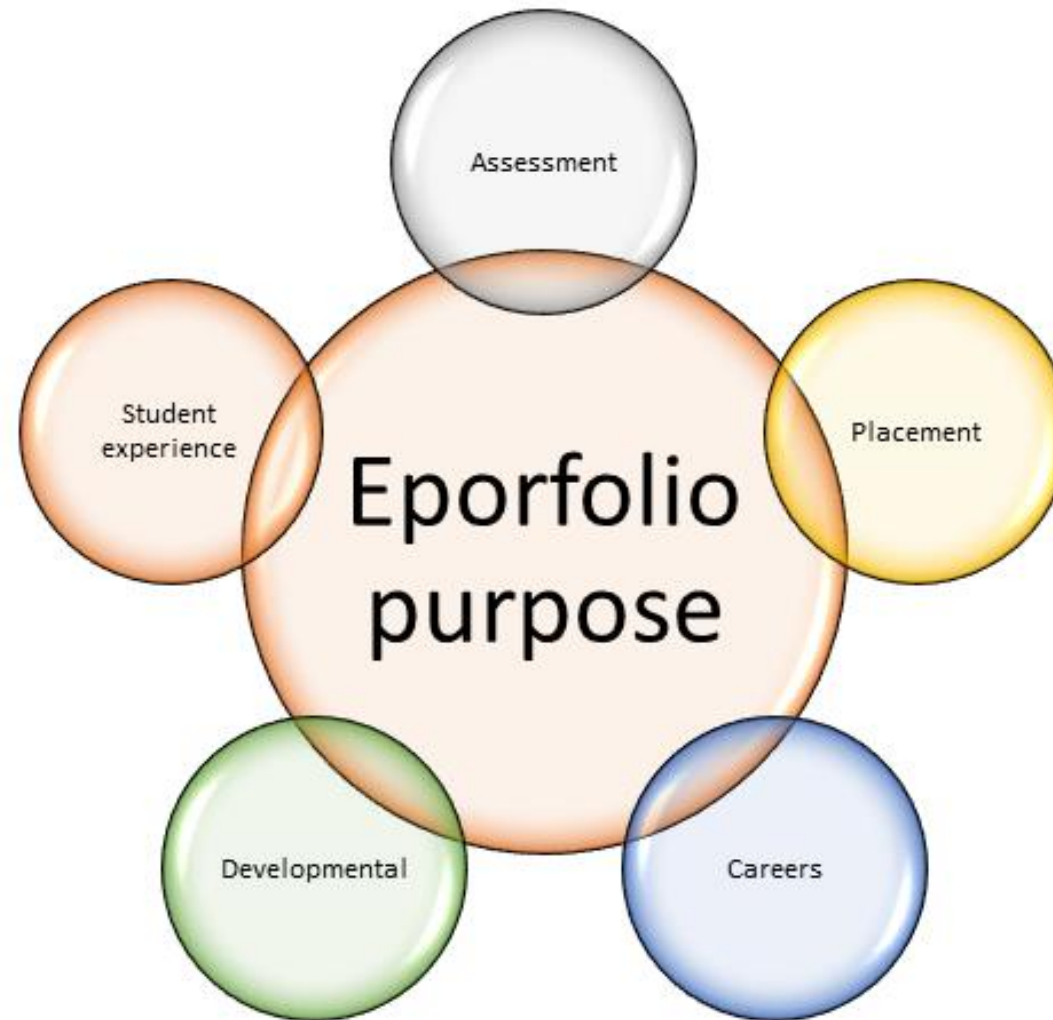 Assessment
Student
experience
Placement
Eporfolio
purpose
Developmental
Careers